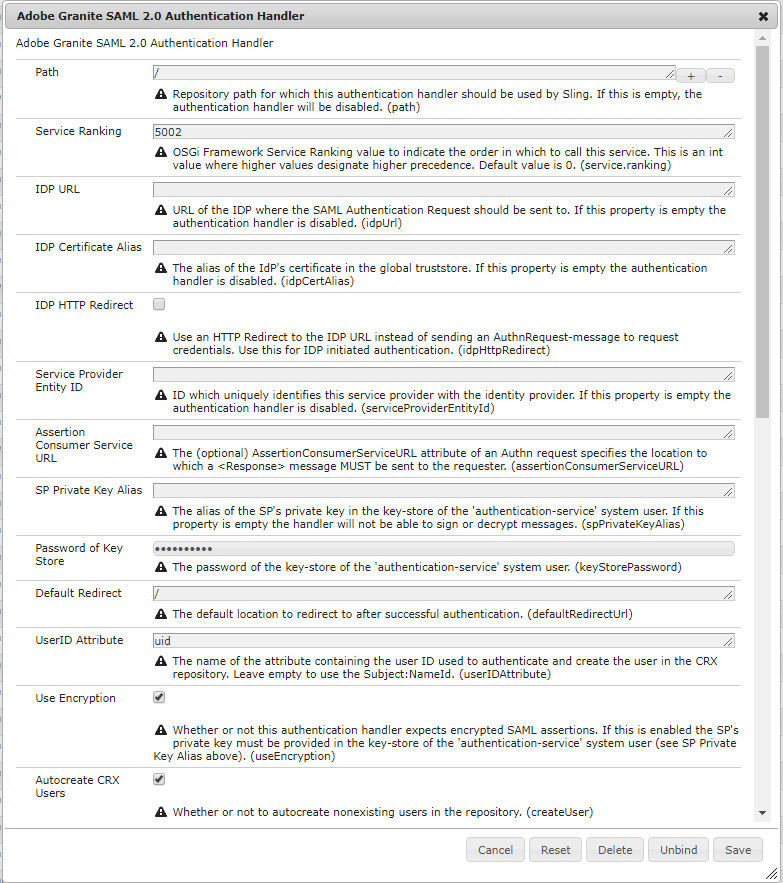 Adobe Granite SAML 2.0 Authentication Handler
Adobe Granite SAML 2.0 Authentication Handler
Path
/
+
-
Repository path for which this authentication handler should be used by Sling. If this is empty, the
authentication handler will be disabled. (path)
Service Ranking
5002
OSGi Framework Service Ranking value to indicate the order in which to call this service. This is an int
value where higher values designate higher precedence. Default value is 0. (service.ranking)
IDP URL
URL of the IDP where the SAML Authentication Request should be sent to. If this property is empty the
authentication handler is disabled. (idpUrl)
IDP Certificate Alias
The alias of the IdP's certificate in the global truststore. If this property is empty the authentication
handler is disabled. (idpCertAlias)
IDP HTTP Redirect
Use an HTTP Redirect to the IDP URL instead of sending an AuthnRequest-message to request
credentials. Use this for IDP initiated authentication. (idpHttpRedirect)
Service Provider
Entity ID
ID which uniquely identifies this service provider with the identity provider. If this property is empty the
authentication handler is disabled. (serviceProviderEntityId)
Assertion
Consumer Service
URL
The (optional) AssertionConsumerServiceURL attribute of an Authn request specifies the location to
which a <Response> message MUST be sent to the requester. (assertionConsumerServiceURL)
SP Private Key Alias
The alias of the SP's private key in the key-store of the 'authentication-service' system user. If this
property is empty the handler will not be able to sign or decrypt messages. (spPrivateKeyAlias)
Password of Key
Store
••••••••••
The password of the key-store of the 'authentication-service' system user. (keyStorePassword)
Default Redirect
/
The default location to redirect to after successful authentication. (defaultRedirectUrl)
UserID Attribute
uid
The name of the attribute containing the user ID used to authenticate and create the user in the CRX
repository. Leave empty to use the Subject:NameId. (userIDAttribute)
Use Encryption
Whether or not this authentication handler expects encrypted SAML assertions. If this is enabled the SP's
private key must be provided in the key-store of the 'authentication-service' system user (see SP Private
Key Alias above). (useEncryption)
Autocreate CRX
Users
Whether or not to autocreate nonexisting users in the repository. (createUser)
Cancel
Reset
Delete
Unbind
Save